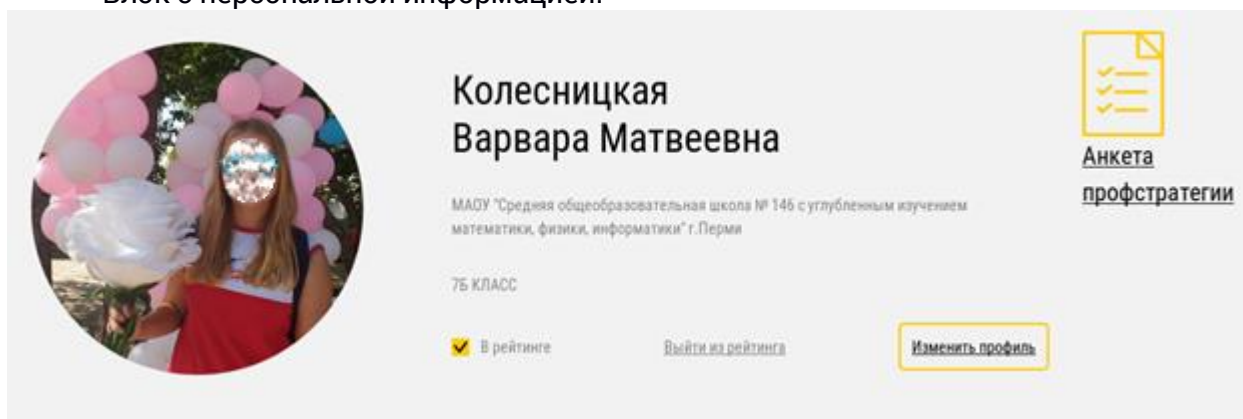 Блок с персональной информацией:
Колесницкая
Варвара Матвеевна
МАОУ "Средняя общеобразовательная школа № 146 с углубленным изучением
математики, физики, информатики" г.Перми
7Б КЛАСС
В рейтинге
Выйти из рейтинга
Изменить профиль
Анкета
профстратегии